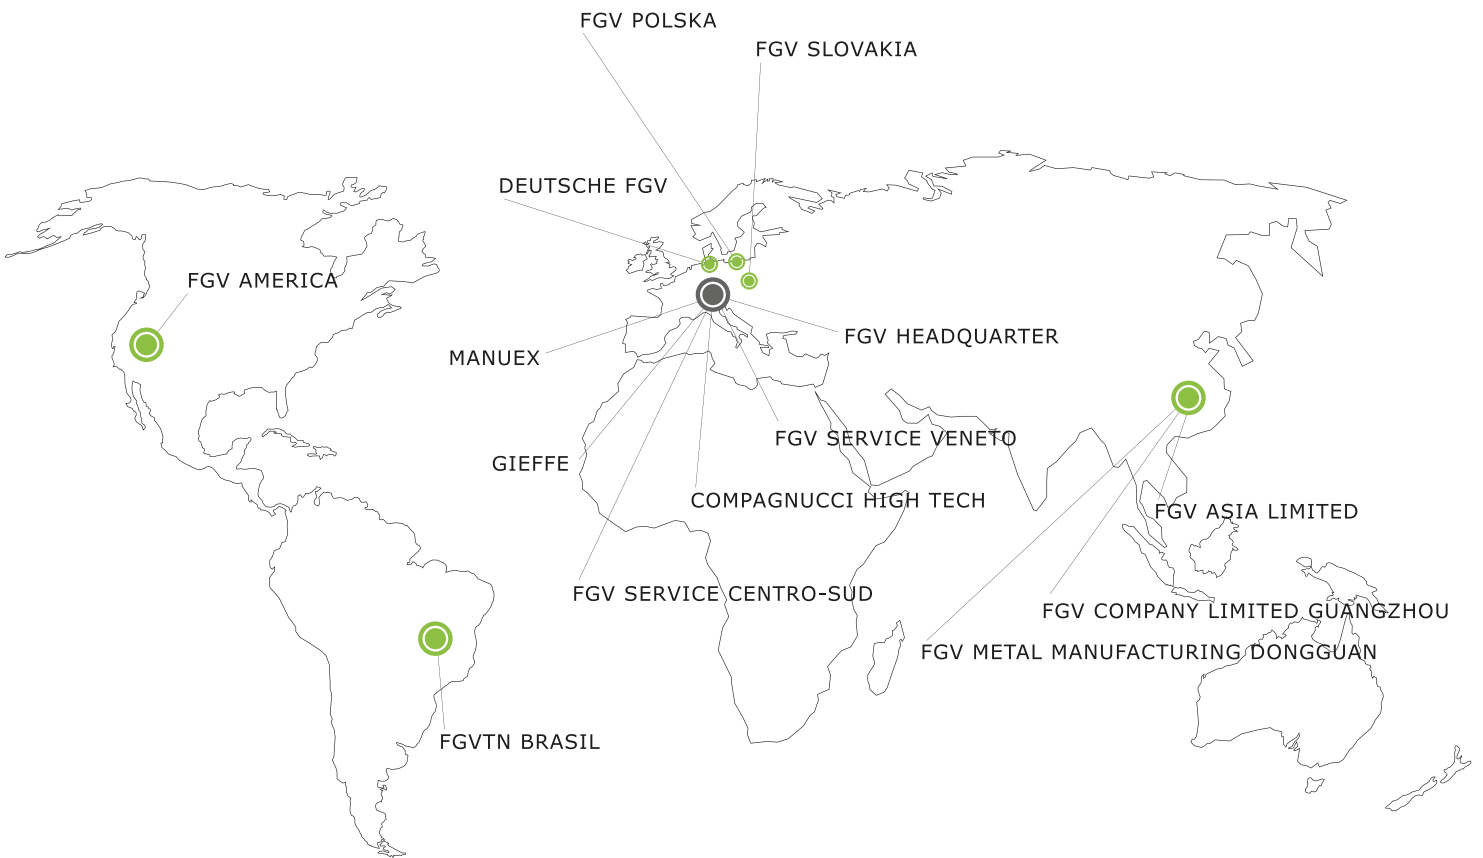 FGV POLSKA
FGV SLOVAKIA
DEUTSCHE FGV
FGV AMERICA
FGV HEADQUARTER
MANUEX
FGV SERVICE VENETO
GIEFFE
COMPAGNUCCI HIGH TECH
FGV ASIA LIMITED
FGV SERVICE CENTRO-SUD
FGV COMPANY LIMITED GUANGZHOU
FGV METAL MANUFACTURING DONGGUAN
FGVTN BRASIL